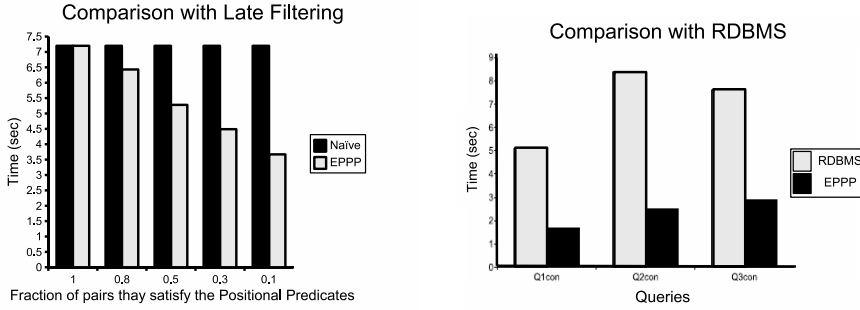 Comparison with Late Filtering
7.5
7
6.5
6
5.5
5
4.5
4
3.5
3
2.5
2
1.5
1
0.5
0
Time (sec)
1 0.8 0.5 0.3 0.1
Fraction of pairs thay satisfy the Positional Predicates
Naïve
EPPP
Comparison with RDBMS
9
8
7
6
5
4
3
2
1
0
Time (sec)
Q1con Q2con Q3con
Queries
RDBMS
EPPP